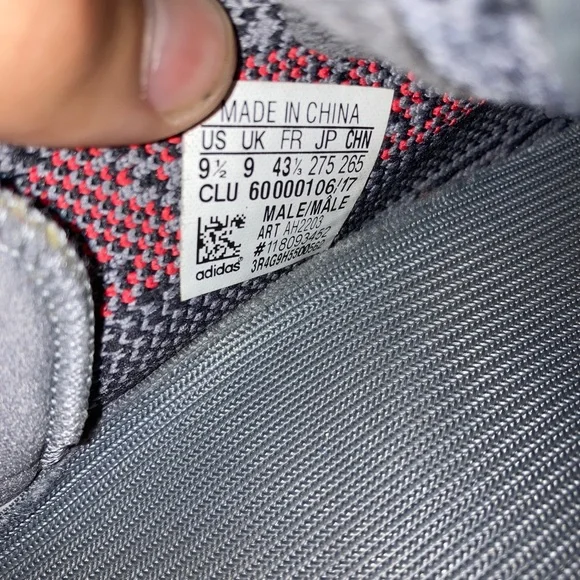 MADE IN CHINA
US UK FR JP CHN
9½ 9 43⅓ 275 265
CLU 60000106/17
MALE/MÂLE
ART AH2203
#118093452
adidas